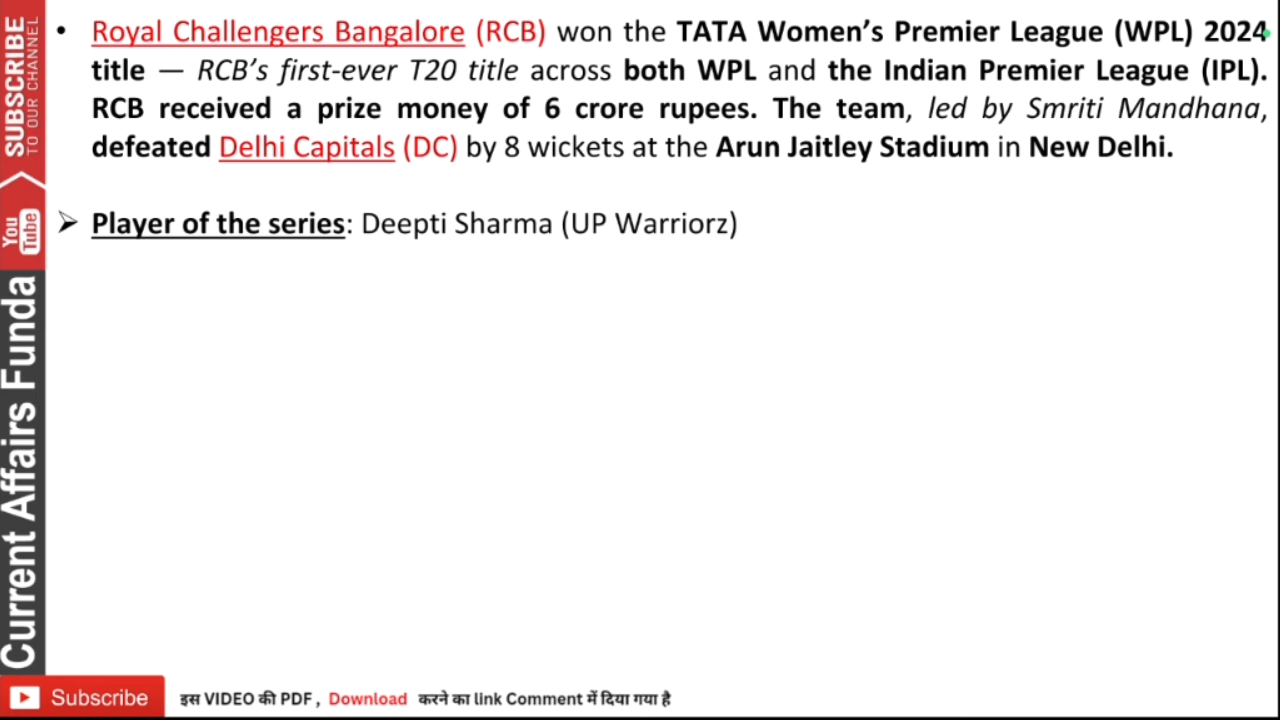 • Royal Challengers Bangalore (RCB) won the TATA Women’s Premier League (WPL) 2024
title — RCB’s first-ever T20 title across both WPL and the Indian Premier League (IPL).
RCB received a prize money of 6 crore rupees. The team, led by Smriti Mandhana,
defeated Delhi Capitals (DC) by 8 wickets at the Arun Jaitley Stadium in New Delhi.
➢ Player of the series: Deepti Sharma (UP Warriorz)
SUBSCRIBE
TO OUR CHANNEL
You
Tube
Current Affairs Funda
Subscribe
इस VIDEO की PDF , Download करने का link Comment में दिया गया है